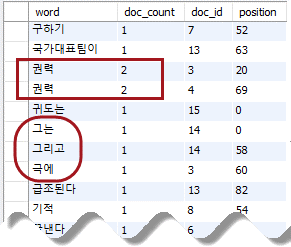 word doc_count doc_id position
구하기 1 7 52
국가대표팀이 1 13 63
권력 2 3 20
권력 2 4 69
귀도는 1 15 0
그는 1 14 0
그리고 1 14 58
극에 1 3 60
급조된다 1 13 82
기적 1 8 54
1 6